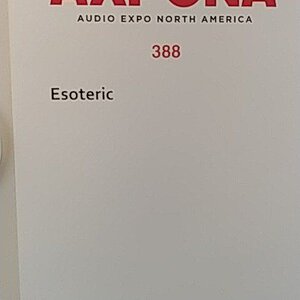 AXPONA
AUDIO EXPO NORTH AMERICA
388
Esoteric